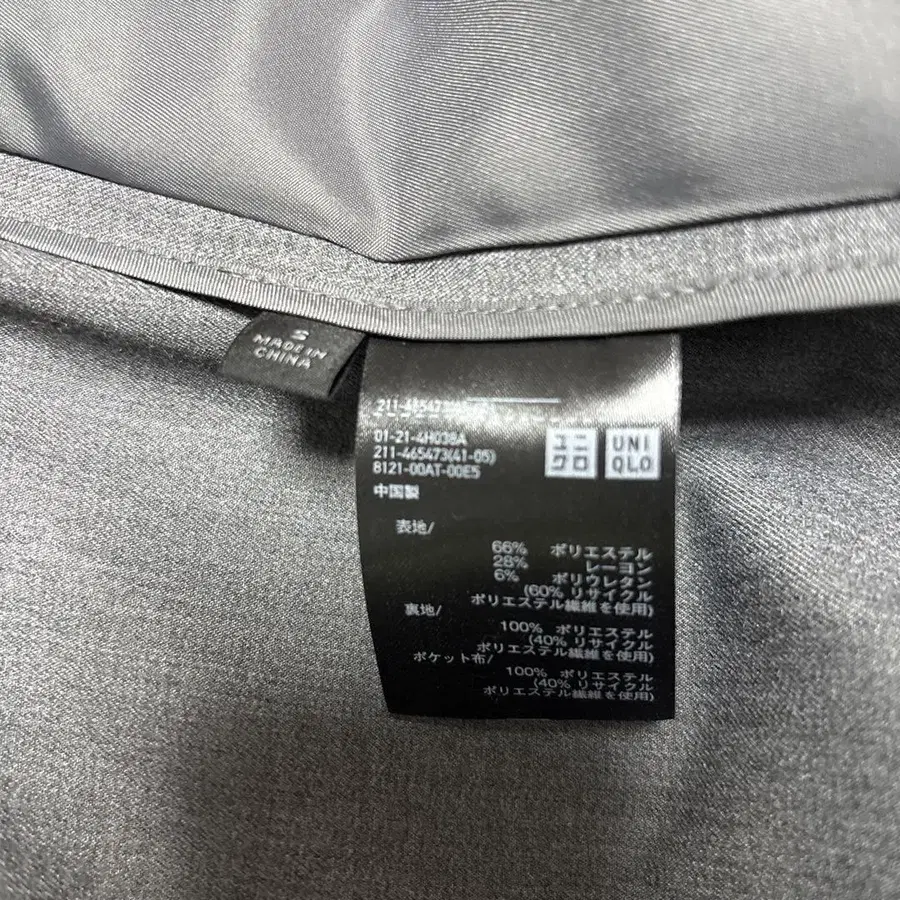 S
MADE IN
CHINA
211-465473
01-21-4H038A
211-465473(41-05)
8121-00AT-00E5
ユニ
クロ
UNI
QLO
中国製
表地/
66% ポリエステル
28% レーヨン
6% ポリウレタン
(60% リサイクル
ポリエステル繊維を使用)
裏地/
100% ポリエステル
(40% リサイクル
ポリエステル繊維を使用)
ポケット布/
100% ポリエステル
(40% リサイクル
ポリエステル繊維を使用)